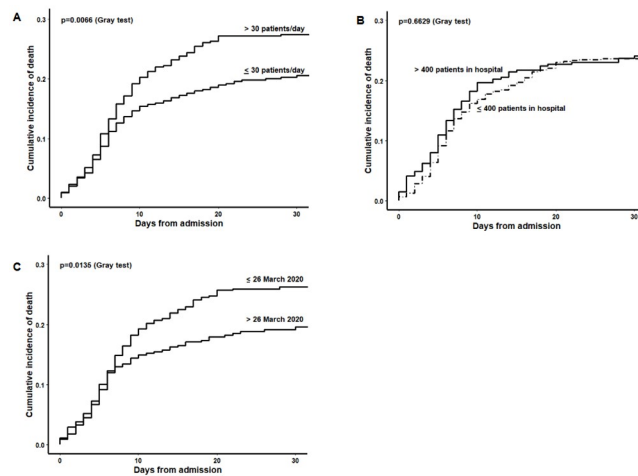 A
p=0.0066 (Gray test)
> 30 patients/day
≤ 30 patients/day
Cumulative incidence of death
0.3
0.2
0.1
0.0
0
10
20
30
Days from admission
B
p=0.6629 (Gray test)
> 400 patients in hospital
≤ 400 patients in hospital
Cumulative incidence of death
0.3
0.2
0.1
0.0
0
10
20
30
Days from admission
C
p=0.0135 (Gray test)
≤ 26 March 2020
> 26 March 2020
Cumulative incidence of death
0.3
0.2
0.1
0.0
0
10
20
30
Days from admission